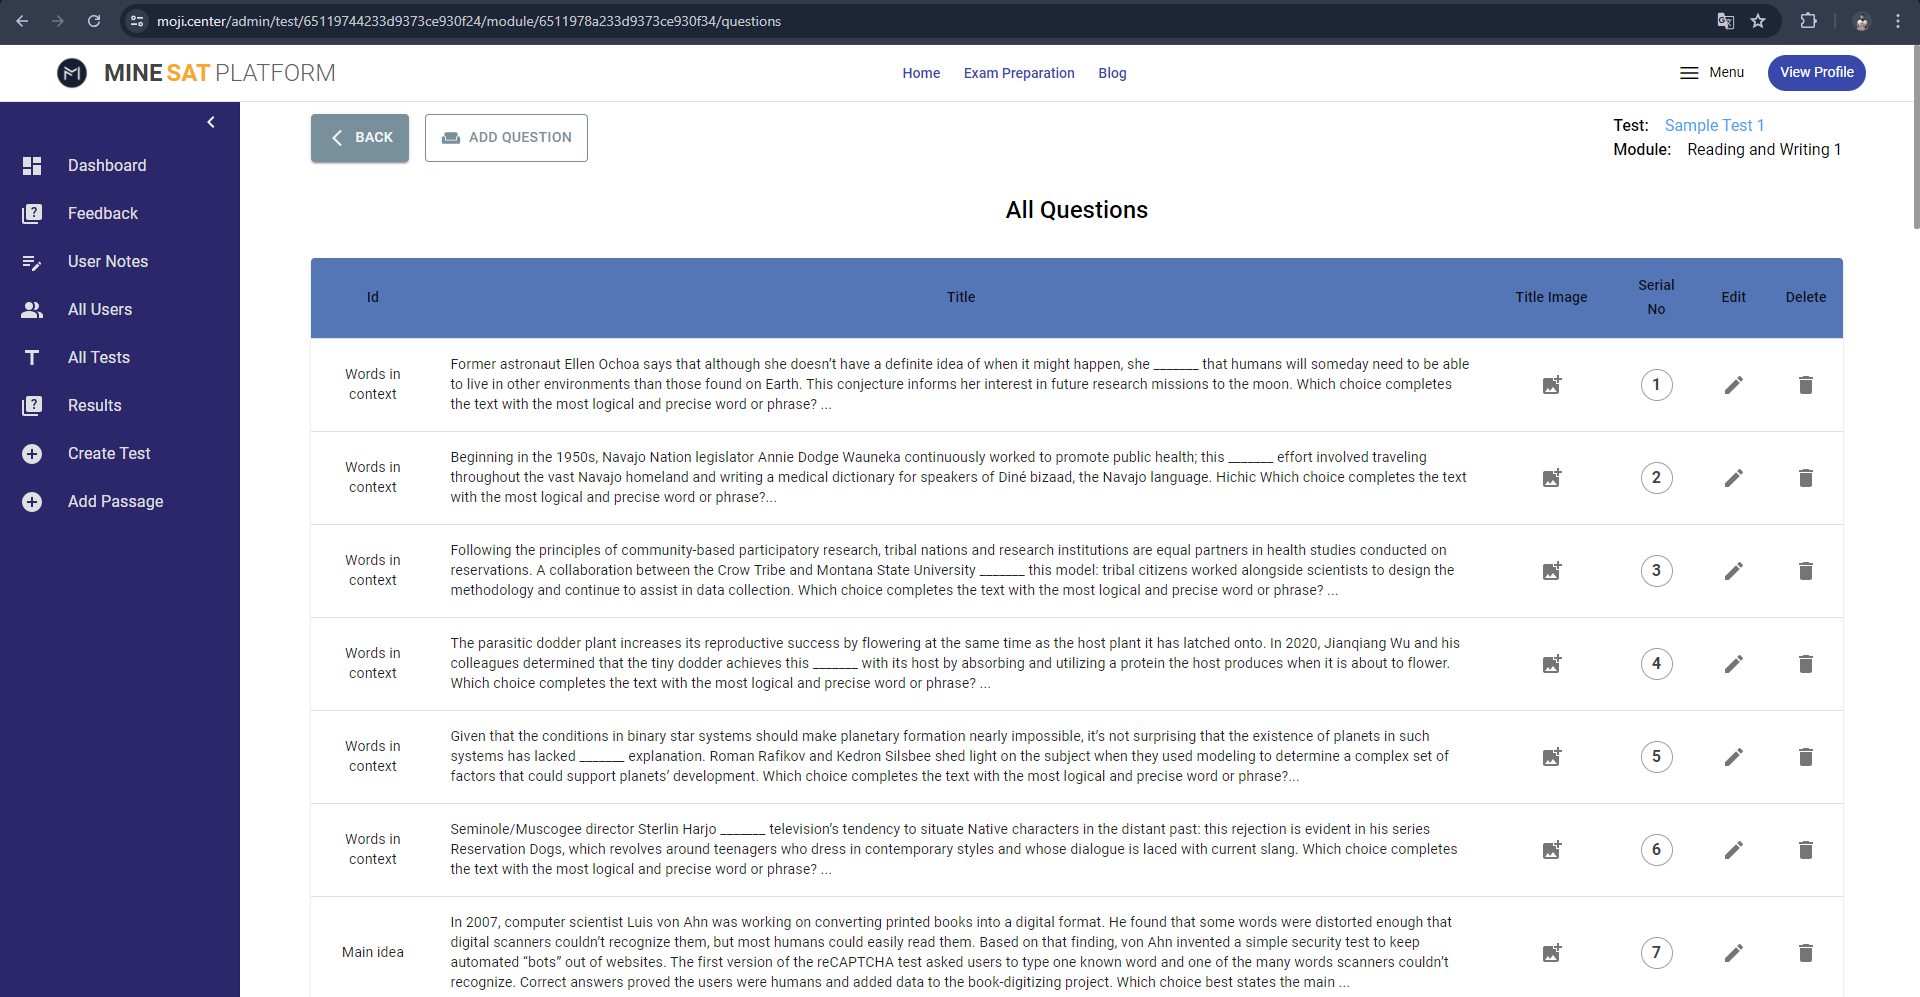 moji.center/admin/test/65119744233d9373ce930f24/module/6511978a233d9373ce930f34/questions
MINE SAT PLATFORM
Home Exam Preparation Blog
Menu
View Profile
Dashboard
Feedback
User Notes
All Users
All Tests
Results
Create Test
Add Passage
BACK
ADD QUESTION
Test: Sample Test 1
Module: Reading and Writing 1
All Questions
Id Title Title Image Serial No Edit Delete
Words in
context
Former astronaut Ellen Ochoa says that although she doesn’t have a definite idea of when it might happen, she _______ that humans will someday need to be able
to live in other environments than those found on Earth. This conjecture informs her interest in future research missions to the moon. Which choice completes
the text with the most logical and precise word or phrase? ...
1
Words in
context
Beginning in the 1950s, Navajo Nation legislator Annie Dodge Wauneka continuously worked to promote public health; this _______ effort involved traveling
throughout the vast Navajo homeland and writing a medical dictionary for speakers of Diné bizaad, the Navajo language. Hichic Which choice completes the text
with the most logical and precise word or phrase?...
2
Words in
context
Following the principles of community-based participatory research, tribal nations and research institutions are equal partners in health studies conducted on
reservations. A collaboration between the Crow Tribe and Montana State University _______ this model: tribal citizens worked alongside scientists to design the
methodology and continue to assist in data collection. Which choice completes the text with the most logical and precise word or phrase? ...
3
Words in
context
The parasitic dodder plant increases its reproductive success by flowering at the same time as the host plant it has latched onto. In 2020, Jianqiang Wu and his
colleagues determined that the tiny dodder achieves this _______ with its host by absorbing and utilizing a protein the host produces when it is about to flower.
Which choice completes the text with the most logical and precise word or phrase? ...
4
Words in
context
Given that the conditions in binary star systems should make planetary formation nearly impossible, it’s not surprising that the existence of planets in such
systems has lacked _______ explanation. Roman Rafikov and Kedron Silsbee shed light on the subject when they used modeling to determine a complex set of
factors that could support planets’ development. Which choice completes the text with the most logical and precise word or phrase?...
5
Words in
context
Seminole/Muscogee director Sterlin Harjo _______ television’s tendency to situate Native characters in the distant past: this rejection is evident in his series
Reservation Dogs, which revolves around teenagers who dress in contemporary styles and whose dialogue is laced with current slang. Which choice completes
the text with the most logical and precise word or phrase? ...
6
Main idea
In 2007, computer scientist Luis von Ahn was working on converting printed books into a digital format. He found that some words were distorted enough that
digital scanners couldn’t recognize them, but most humans could easily read them. Based on that finding, von Ahn invented a simple security test to keep
automated “bots” out of websites. The first version of the reCAPTCHA test asked users to type one known word and one of the many words scanners couldn’t
recognize. Correct answers proved the users were humans and added data to the book-digitizing project. Which choice best states the main ...
7